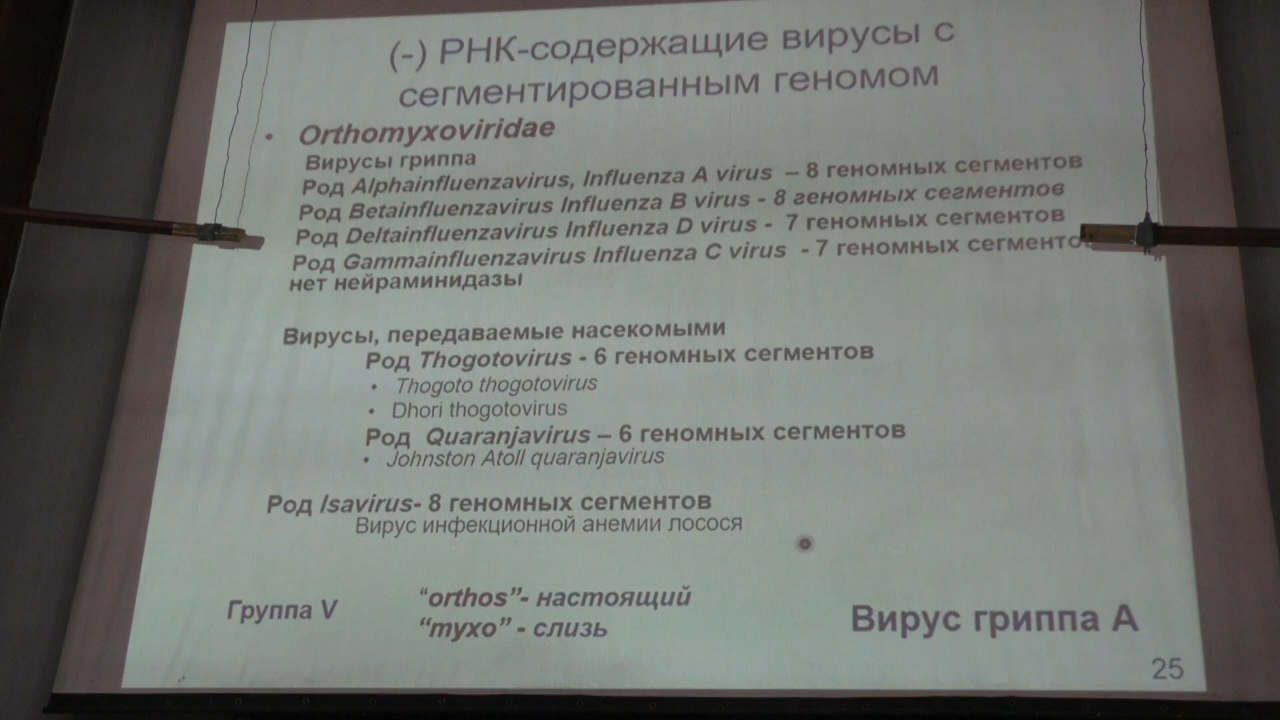 (-) РНК-содержащие вирусы с
сегментированным геномом
• Orthomyxoviridae
Вирусы гриппа
Род Alphainfluenzavirus, Influenza A virus – 8 геномных сегментов
Род Betainfluenzavirus Influenza B virus - 8 геномных сегментов
Род Deltainfluenzavirus Influenza D virus - 7 геномных сегментов
Род Gammainfluenzavirus Influenza C virus - 7 геномных сегментов
нет нейраминидазы
Вирусы, передаваемые насекомыми
Род Thogotovirus - 6 геномных сегментов
• Thogoto thogotovirus
• Dhori thogotovirus
Род Quaranjavirus – 6 геномных сегментов
• Johnston Atoll quaranjavirus
Род Isavirus- 8 геномных сегментов
Вирус инфекционной анемии лосося
Группа V
“orthos”- настоящий
“myxo” - слизь
Вирус гриппа А
25